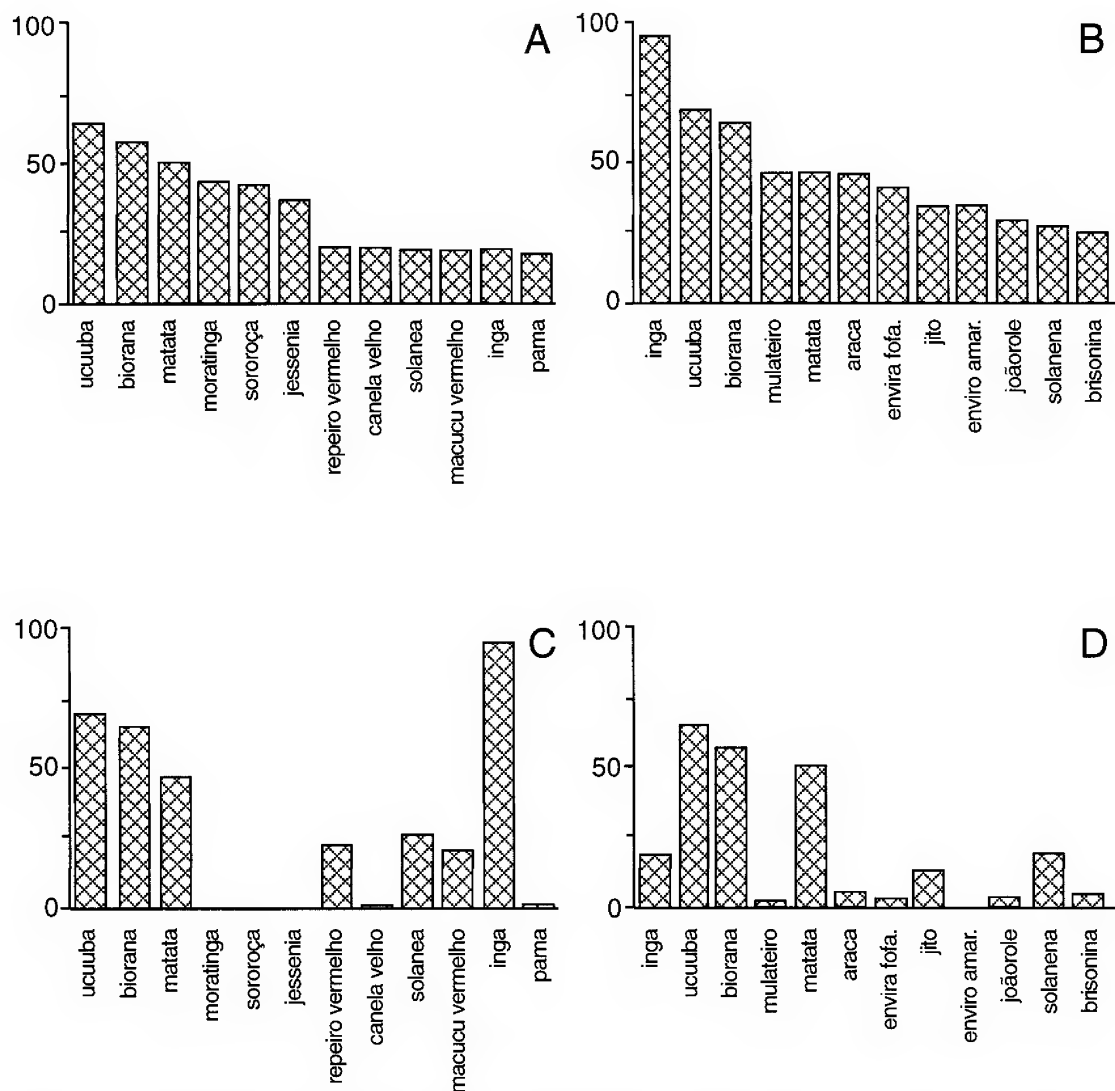 100
50
0
A
ucuuba
biorana
matata
moratinga
sororoça
jessenia
repeiro vermelho
canela velho
solanea
macucu vermelho
inga
pama
100
50
0
B
inga
ucuuba
biorana
mulateiro
matata
araca
envira fofa.
jito
enviro amar.
joãorole
solanena
brisonina
100
50
0
C
ucuuba
biorana
matata
moratinga
sororoça
jessenia
repeiro vermelho
canela velho
solanea
macucu vermelho
inga
pama
100
50
0
D
inga
ucuuba
biorana
mulateiro
matata
araca
envira fofa.
jito
enviro amar.
joãorole
solanena
brisonina